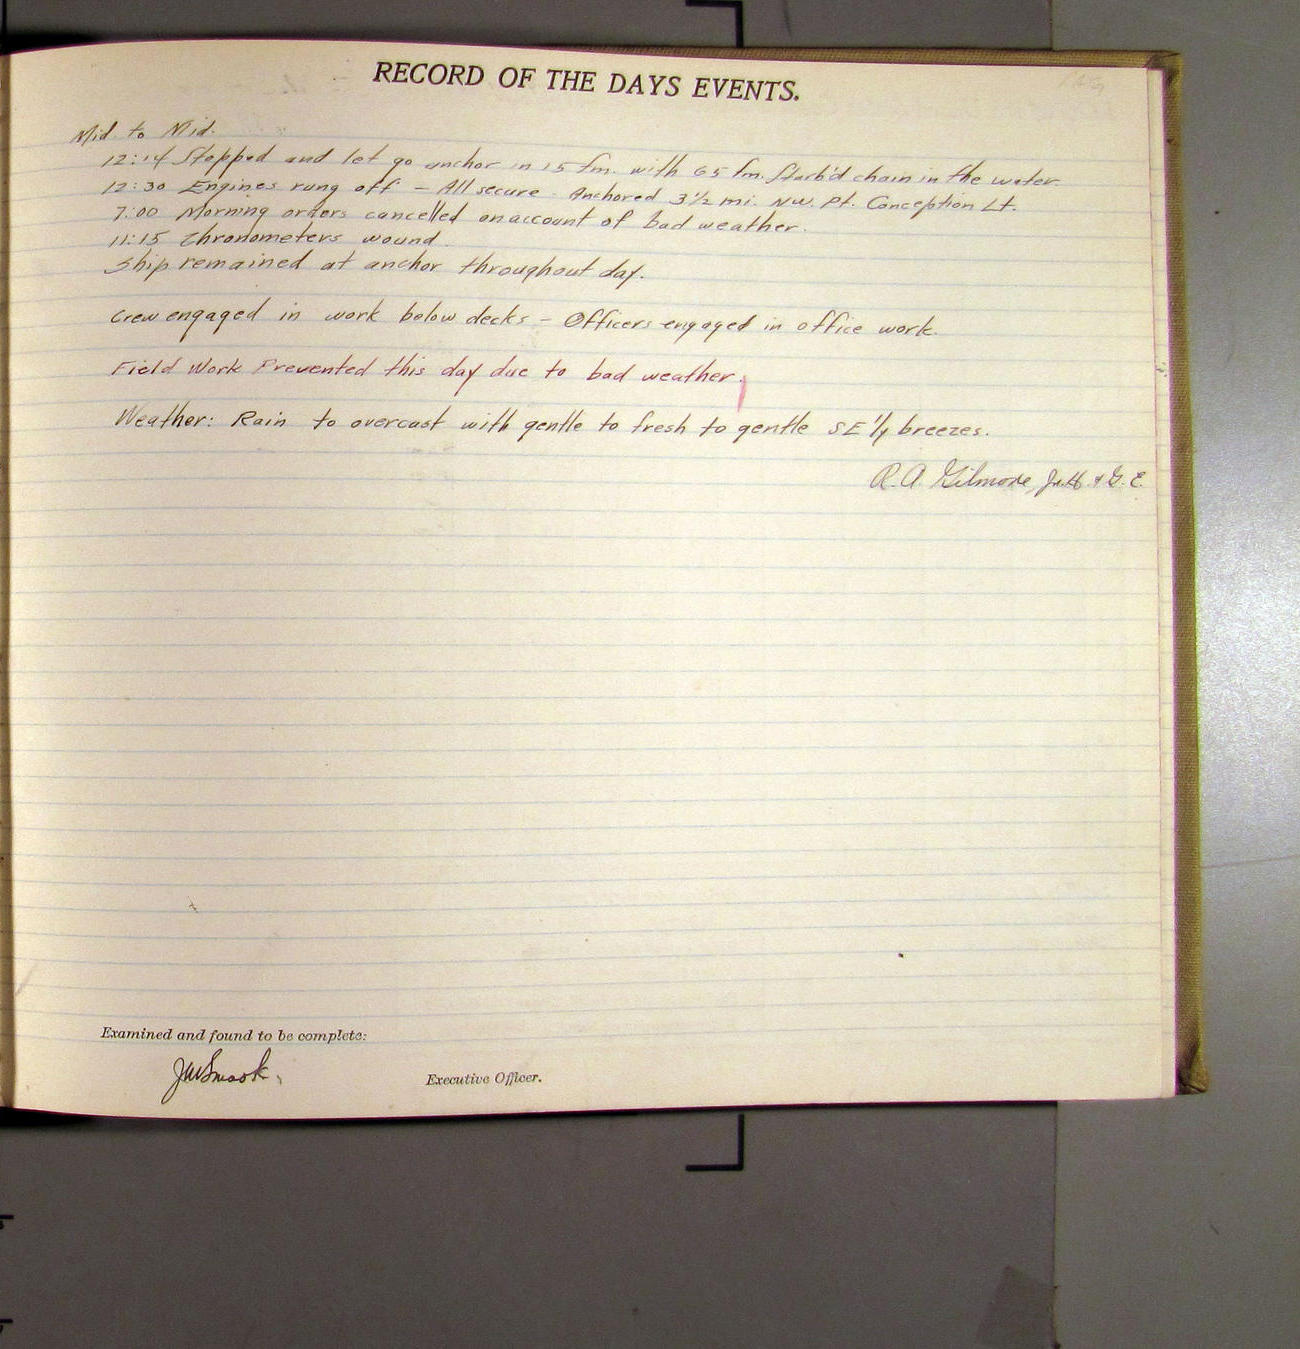 RECORD OF THE DAYS EVENTS.
Mid. to Mid.
12:14 Stopped and let go anchor in 15 fm. with 65 fm. Starb'd chain in the water.
12:30 Engines rung off - All secure - Anchored 3½ mi. NW. Pt. Conception Lt.
7:00 Morning orders cancelled on account of bad weather.
11:15 Chronometers wound.
Ship remained at anchor throughout day.
Crew engaged in work below decks - Officers engaged in office work.
Field Work Prevented this day due to bad weather.
Weather: Rain to overcast with gentle to fresh to gentle SE'ly breezes.
R. A. Gilmore, Jr. H. & G. E.
Examined and found to be complete:
Executive Officer.